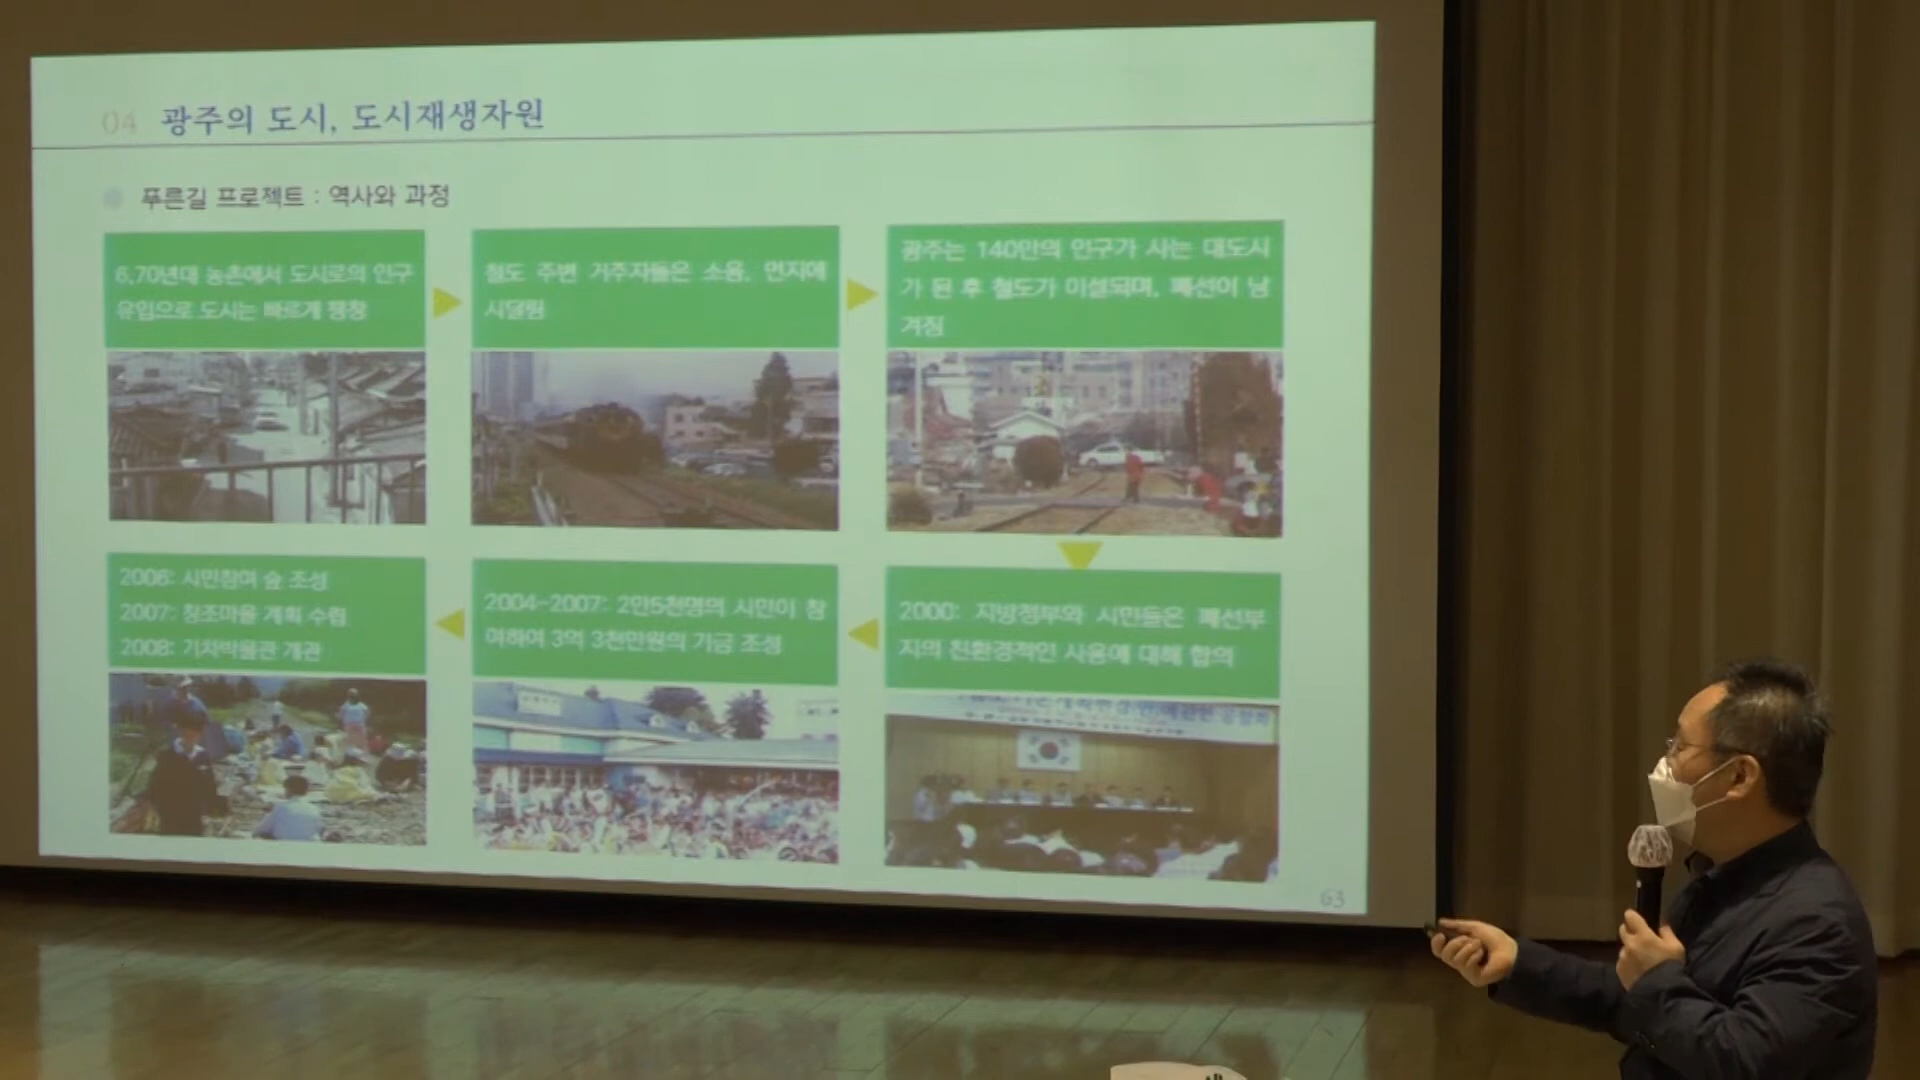 04 광주의 도시, 도시재생자원
푸른길 프로젝트 : 역사와 과정
6,70년대 농촌에서 도시로의 인구
유입으로 도시는 빠르게 팽창
철도 주변 거주자들은 소음, 먼지에
시달림
광주는 140만의 인구가 사는 대도시
가 된 후 철도가 이설되며, 폐선이 남
겨짐
2000: 지방정부와 시민들은 폐선부
지의 친환경적인 사용에 대해 합의
2004-2007: 2만5천명의 시민이 참
여하여 3억 3천만원의 기금 조성
2006: 시민참여 숲 조성
2007: 창조마을 계획 수립
2008: 기차박물관 개관
63